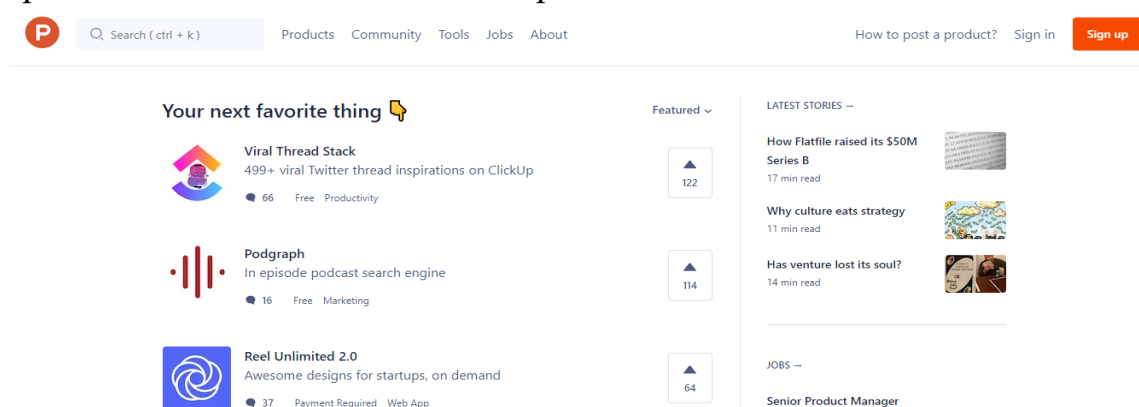 P
Search ( ctrl + k )
Products Community Tools Jobs About
How to post a product? Sign in Sign up
Your next favorite thing 👇
Featured
Viral Thread Stack
499+ viral Twitter thread inspirations on ClickUp
66 Free Productivity
122
Podgraph
In episode podcast search engine
16 Free Marketing
114
Reel Unlimited 2.0
Awesome designs for startups, on demand
37 Payment Required Web App
64
LATEST STORIES →
How Flatfile raised its $50M
Series B
17 min read
Why culture eats strategy
11 min read
Has venture lost its soul?
14 min read
JOBS →
Senior Product Manager